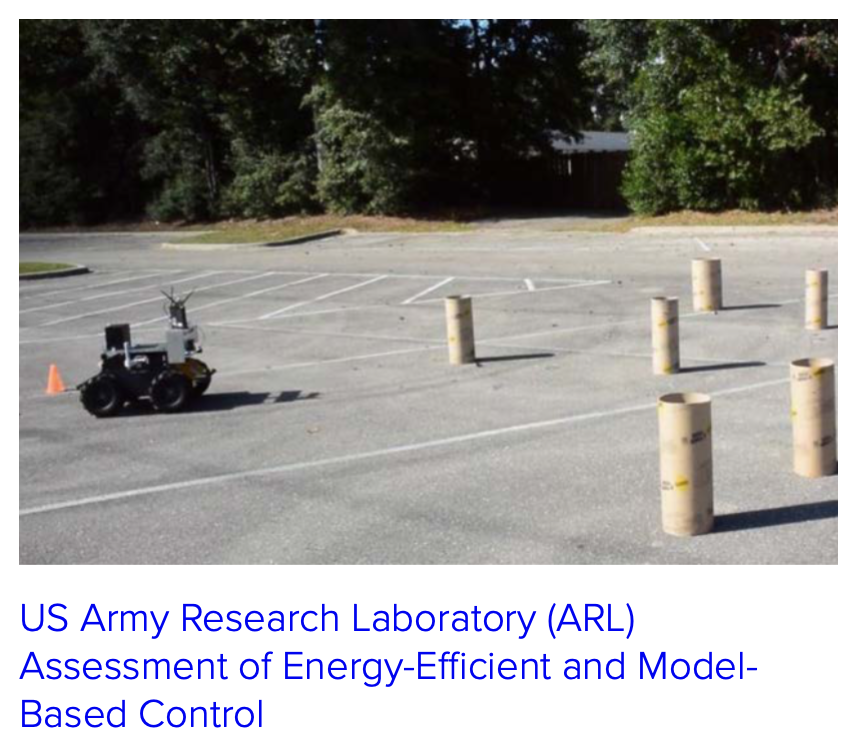 US Army Research Laboratory (ARL)
Assessment of Energy-Efficient and Model-
Based Control